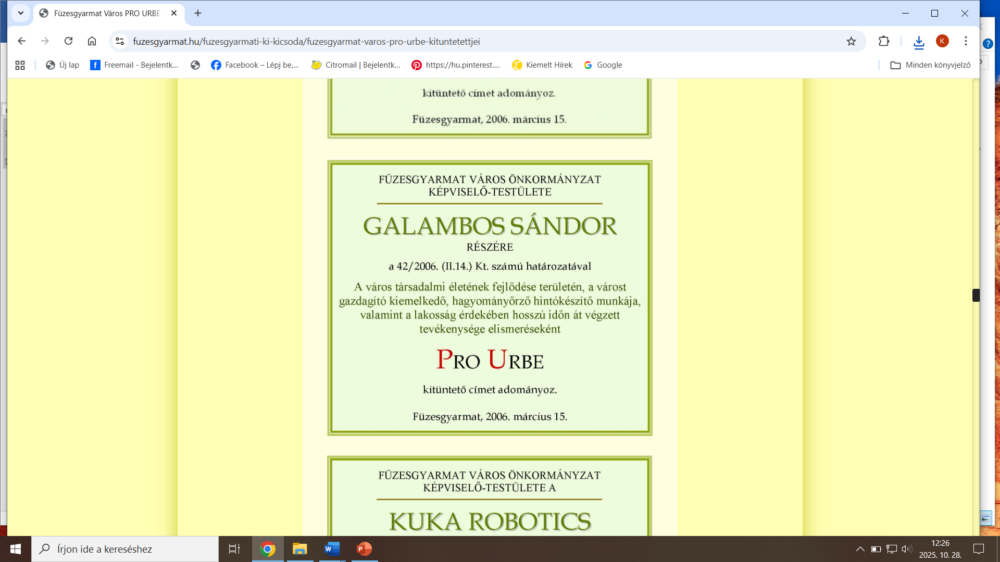 Füzesgyarmat Város PRO URBE
fuzesgyarmat.hu/fuzesgyarmati-ki-kicsoda/fuzesgyarmat-varos-pro-urbe-kituntetettjei
K
Új lap
Freemail - Bejelentk...
Facebook – Lépj be,...
Citromail | Bejelentk...
https://hu.pinterest....
Kiemelt Hírek
Google
Minden könyvjelző
kitüntető címet adományoz.
Füzesgyarmat, 2006. március 15.
FÜZESGYARMAT VÁROS ÖNKORMÁNYZAT
KÉPVISELŐ-TESTÜLETE
GALAMBOS SÁNDOR
RÉSZÉRE
a 42/2006. (II.14.) Kt. számú határozatával
A város társadalmi életének fejlődése területén, a várost
gazdagító kiemelkedő, hagyományőrző hintókészítő munkája,
valamint a lakosság érdekében hosszú időn át végzett
tevékenysége elismeréseként
PRO URBE
kitüntető címet adományoz.
Füzesgyarmat, 2006. március 15.
FÜZESGYARMAT VÁROS ÖNKORMÁNYZAT
KÉPVISELŐ-TESTÜLETE A
KUKA ROBOTICS
Írjon ide a kereséshez
12:26
2025. 10. 28.